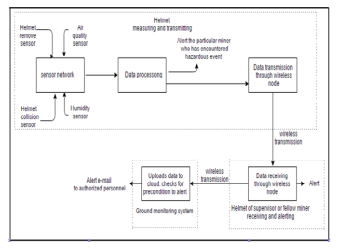 Helmet
measuring and transmitting
Helmet
remove
sensor
Air
quality
sensor
Alert the particular miner
who has encountered
hazardous event
sensor network
Data processing
Data transmission
through wireless
node
Helmet
collision
sensor
Humidity
sensor
wireless
transmission
Alert e-mail
to authorized personnel
Uploads data to
cloud. checks for
precondition to alert
wireless
transmission
Data receiving
through wireless
node
Alert
Ground monitoring system
Helmet of supervisor or fellow miner
receiving and alerting